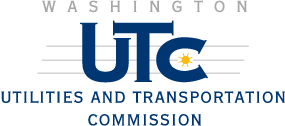 WASHINGTON
UTC
UTILITIES AND TRANSPORTATION
COMMISSION